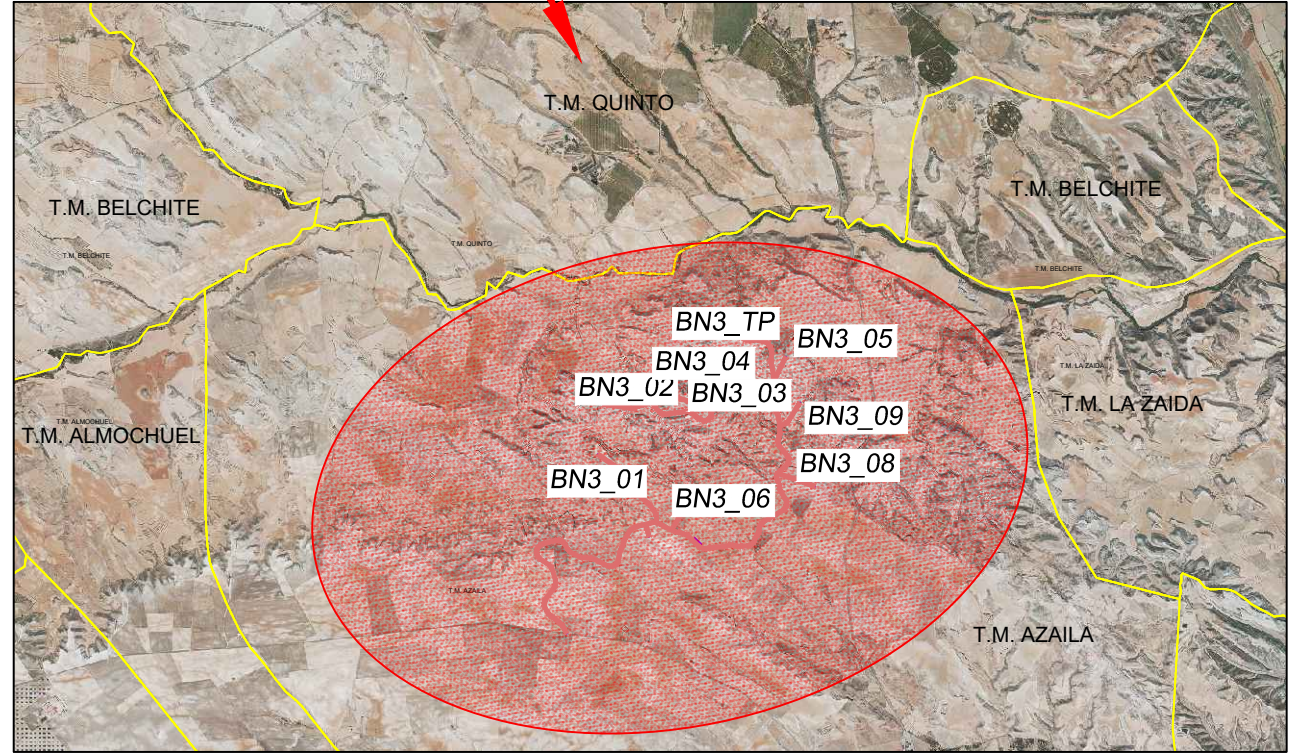 T.M. QUINTO
T.M. BELCHITE
T.M. BELCHITE
T.M. QUINTO
T.M. BELCHITE
T.M. BELCHITE
BN3_TP
BN3_05
BN3_04
BN3_02
BN3_03
T.M. LA ZAIDA
T.M. LA ZAIDA
BN3_09
T.M. ALMOCHUEL
T.M. ALMOCHUEL
BN3_08
BN3_01
BN3_06
T.M. AZAILA
T.M. AZAILA